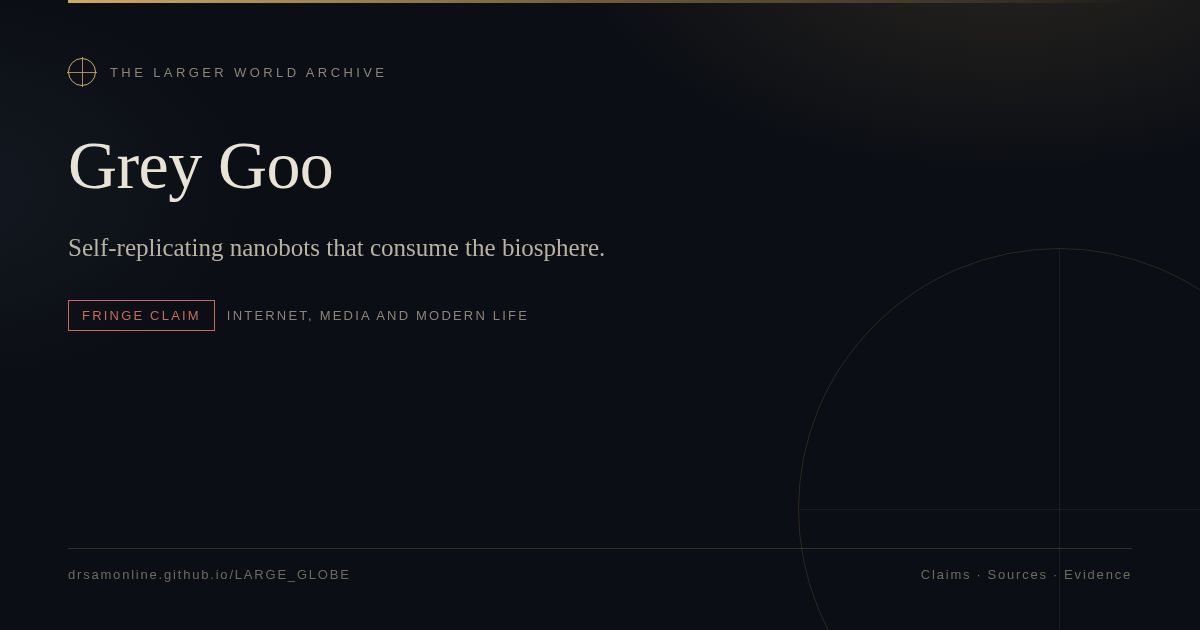 THE LARGER WORLD ARCHIVE
Grey Goo
Self-replicating nanobots that consume the biosphere.
FRINGE CLAIM INTERNET, MEDIA AND MODERN LIFE
drsamonline.github.io/LARGE_GLOBE Claims · Sources · Evidence